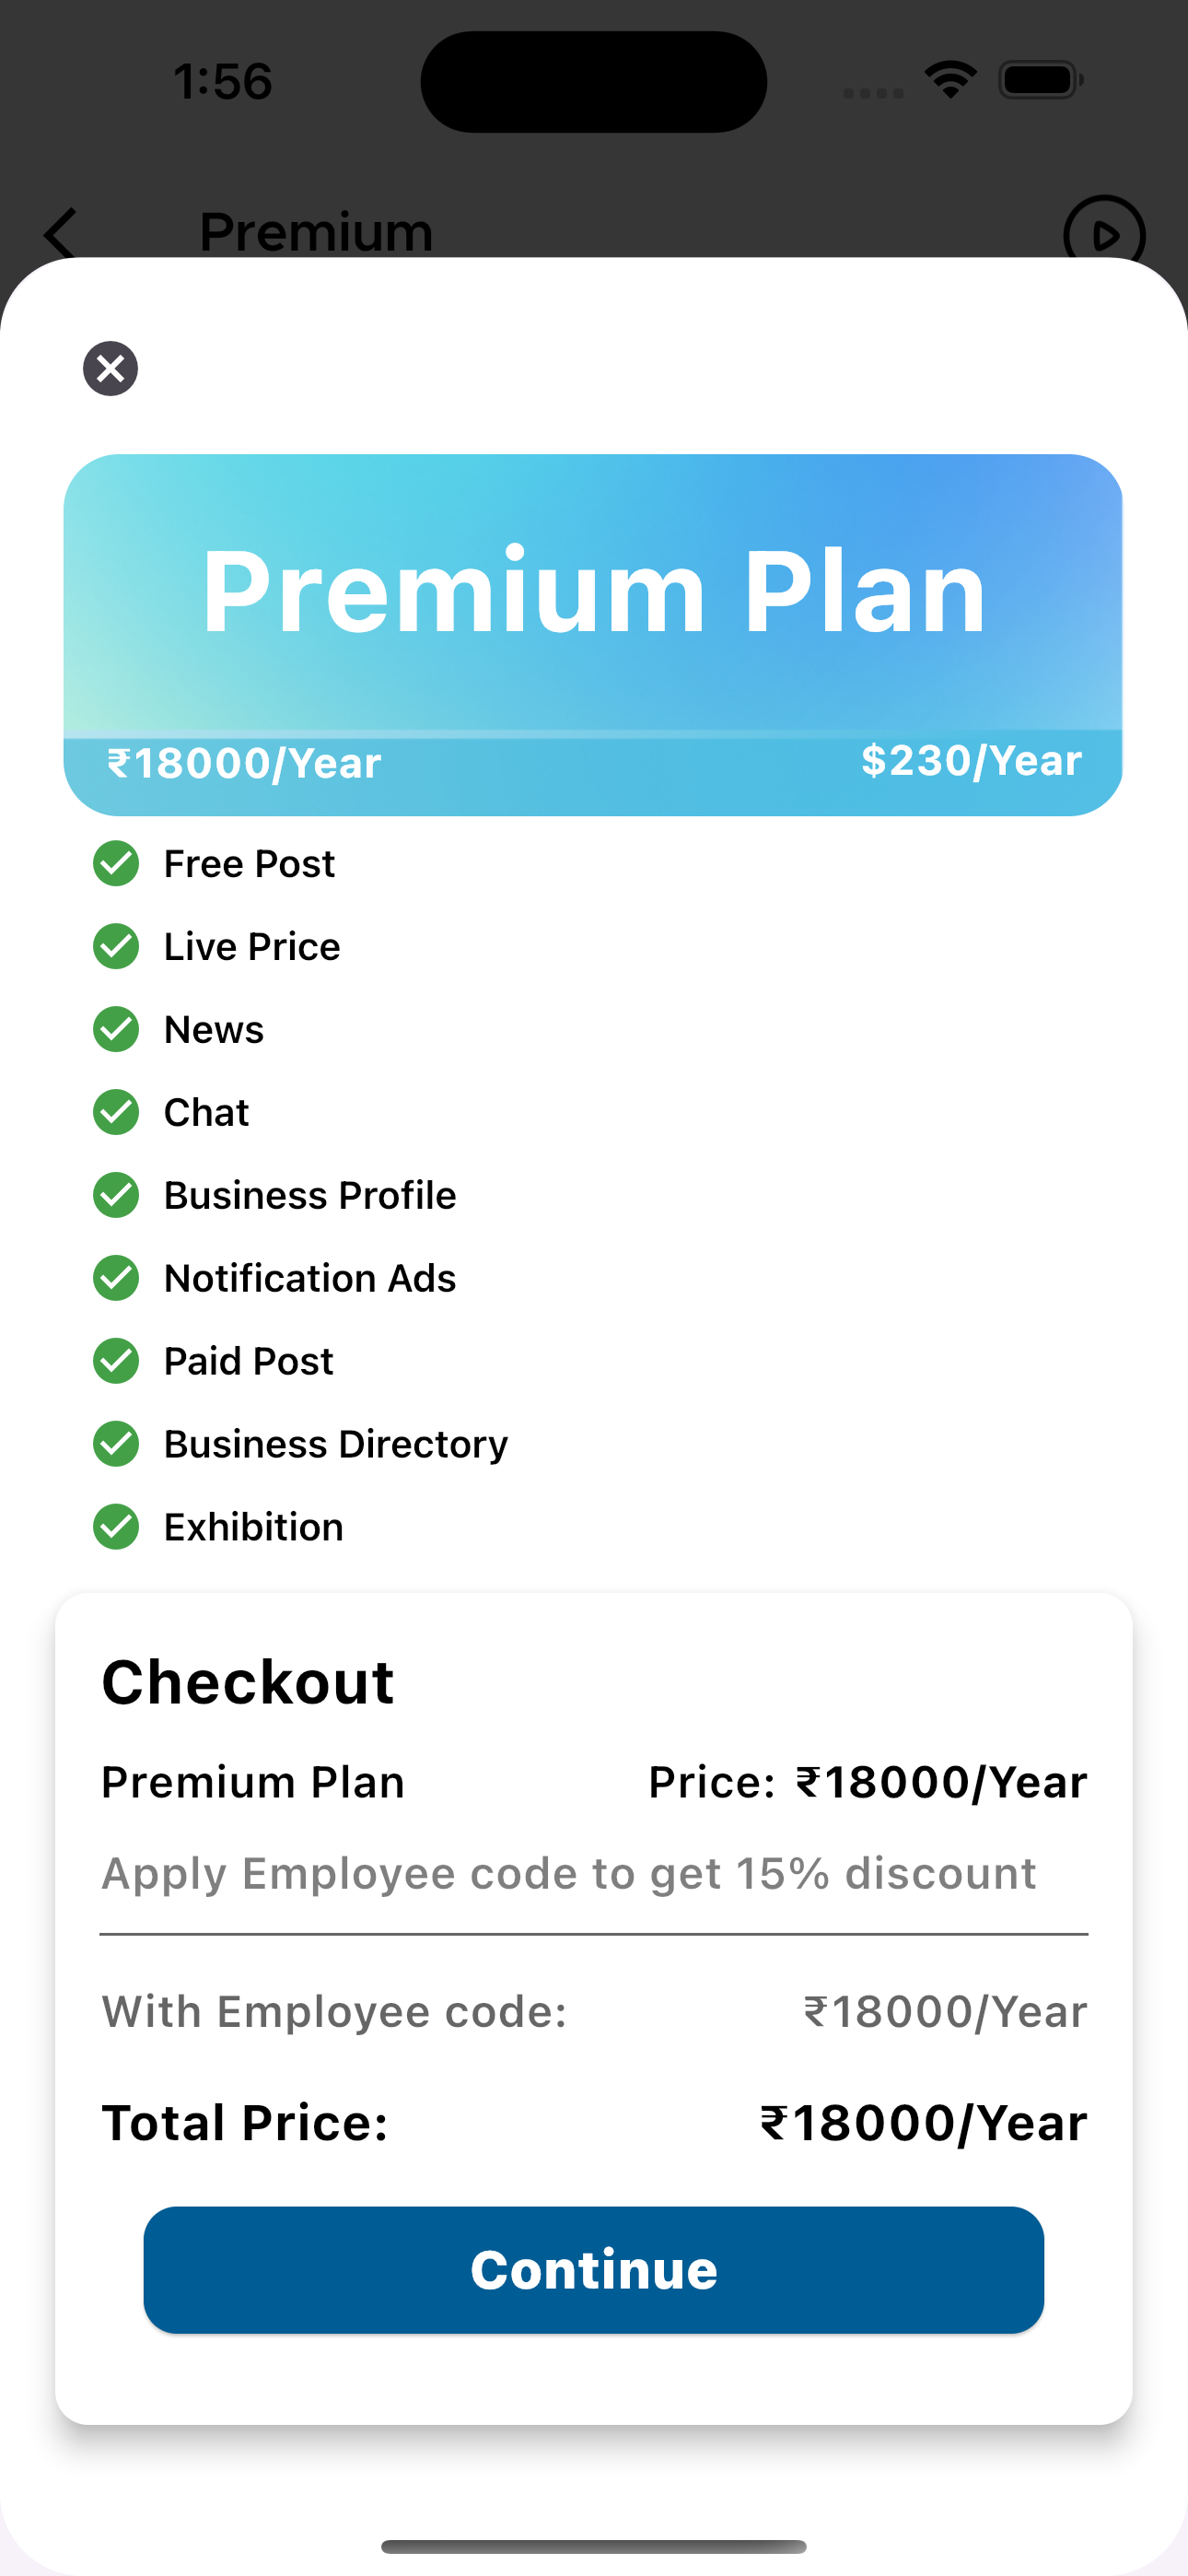 1:56
Premium
Premium Plan
₹18000/Year $230/Year
Free Post
Live Price
News
Chat
Business Profile
Notification Ads
Paid Post
Business Directory
Exhibition
Checkout
Premium Plan Price: ₹18000/Year
Apply Employee code to get 15% discount
With Employee code: ₹18000/Year
Total Price: ₹18000/Year
Continue